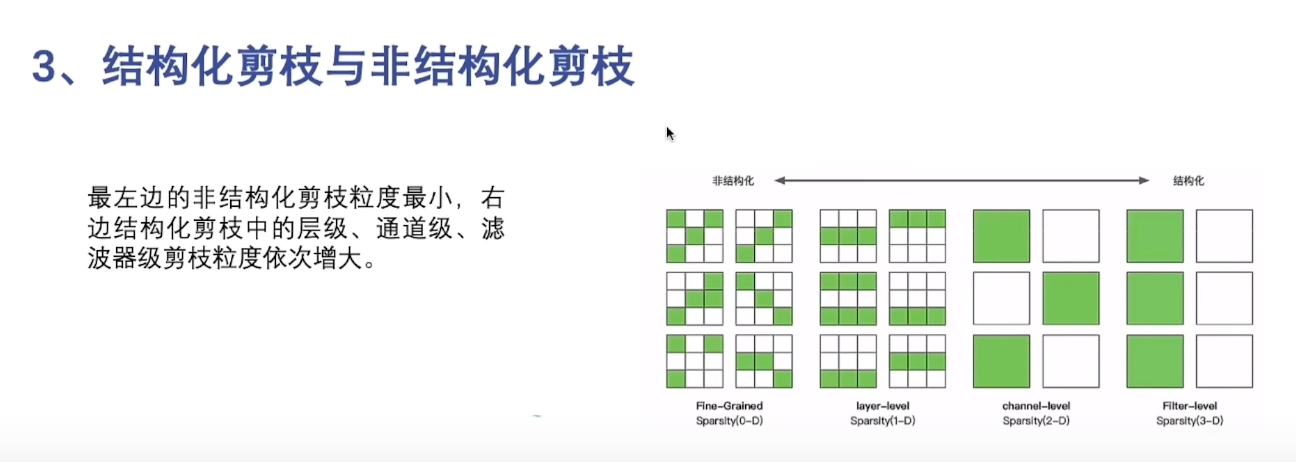 3、结构化剪枝与非结构化剪枝
最左边的非结构化剪枝粒度最小，右
边结构化剪枝中的层级、通道级、滤
波器级剪枝粒度依次增大。
非结构化
结构化
Fine-Grained
Sparsity(0-D)
layer-level
Sparsity(1-D)
channel-level
Sparsity(2-D)
Filter-level
Sparsity(3-D)